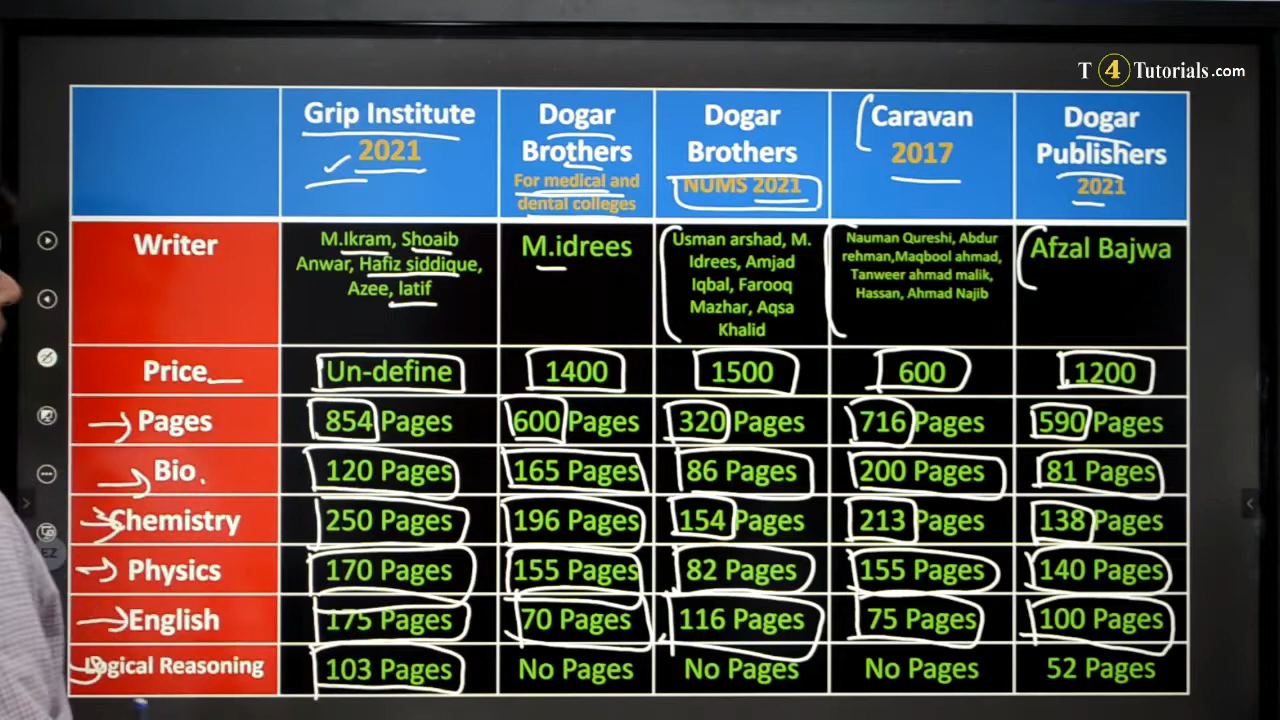 T 4 Tutorials.com
Grip Institute
2021
Dogar
Brothers
For medical and
dental colleges
Dogar
Brothers
NUMS 2021
Caravan
2017
Dogar
Publishers
2021
Writer
M.Ikram, Shoaib
Anwar, Hafiz siddique,
Azee, latif
M.idrees
Usman arshad, M.
Idrees, Amjad
Iqbal, Farooq
Mazhar, Aqsa
Khalid
Nauman Qureshi, Abdur
rehman,Maqbool ahmad,
Tanweer ahmad malik,
Hassan, Ahmad Najib
Afzal Bajwa
Price
Un-define
1400
1500
600
1200
Pages
854 Pages
600 Pages
320 Pages
716 Pages
590 Pages
Bio
120 Pages
165 Pages
86 Pages
200 Pages
81 Pages
Chemistry
250 Pages
196 Pages
154 Pages
213 Pages
138 Pages
Physics
170 Pages
155 Pages
82 Pages
155 Pages
140 Pages
English
175 Pages
70 Pages
116 Pages
75 Pages
100 Pages
Logical Reasoning
103 Pages
No Pages
No Pages
No Pages
52 Pages
EZ